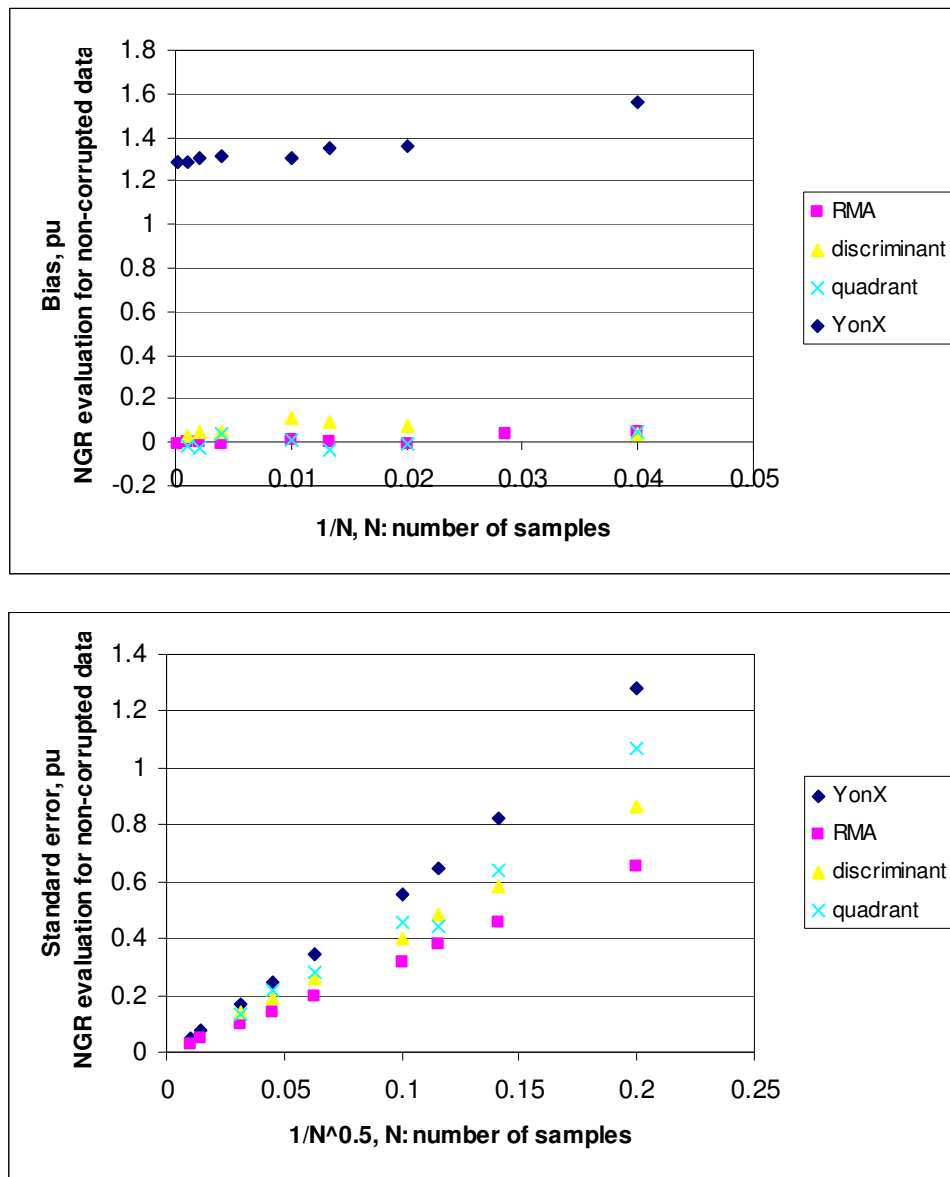 Bias, pu
NGR evaluation for non-corrupted data
1.8
1.6
1.4
1.2
1
0.8
0.6
0.4
0.2
0
-0.2
0 0.01 0.02 0.03 0.04 0.05
1/N, N: number of samples
RMA
discriminant
quadrant
YonX
Standard error, pu
NGR evaluation for non-corrupted data
1.4
1.2
1
0.8
0.6
0.4
0.2
0
0 0.05 0.1 0.15 0.2 0.25
1/N^0.5, N: number of samples
YonX
RMA
discriminant
quadrant